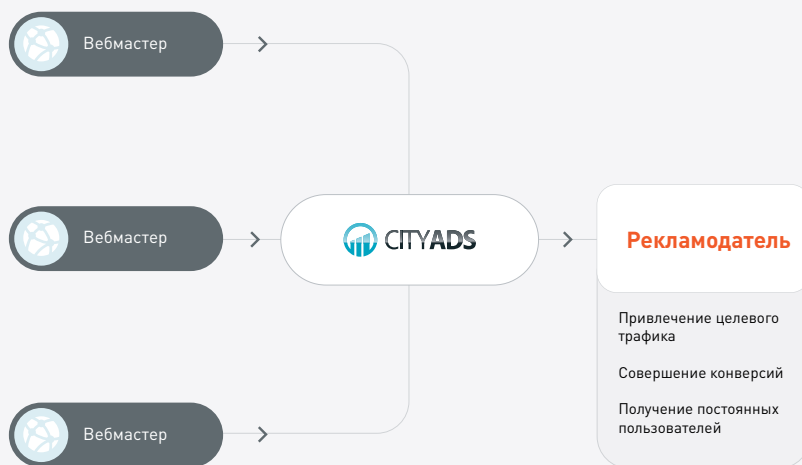 Вебмастер
Вебмастер
CITYADS
Рекламодатель
Привлечение целевого
трафика
Совершение конверсий
Получение постоянных
пользователей
Вебмастер